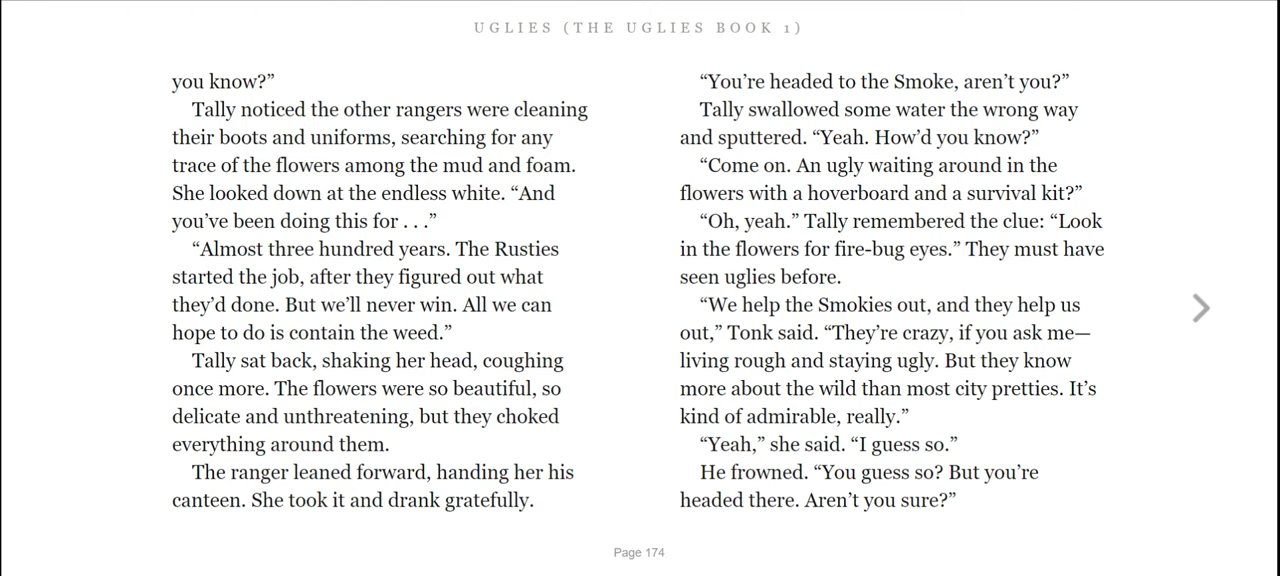 UGLIES (THE UGLIES BOOK 1)
you know?”
Tally noticed the other rangers were cleaning
their boots and uniforms, searching for any
trace of the flowers among the mud and foam.
She looked down at the endless white. “And
you’ve been doing this for . . .”
“Almost three hundred years. The Rusties
started the job, after they figured out what
they’d done. But we’ll never win. All we can
hope to do is contain the weed.”
Tally sat back, shaking her head, coughing
once more. The flowers were so beautiful, so
delicate and unthreatening, but they choked
everything around them.
The ranger leaned forward, handing her his
canteen. She took it and drank gratefully.
“You’re headed to the Smoke, aren’t you?”
Tally swallowed some water the wrong way
and sputtered. “Yeah. How’d you know?”
“Come on. An ugly waiting around in the
flowers with a hoverboard and a survival kit?”
“Oh, yeah.” Tally remembered the clue: “Look
in the flowers for fire-bug eyes.” They must have
seen uglies before.
“We help the Smokies out, and they help us
out,” Tonk said. “They’re crazy, if you ask me—
living rough and staying ugly. But they know
more about the wild than most city pretties. It’s
kind of admirable, really.”
“Yeah,” she said. “I guess so.”
He frowned. “You guess so? But you’re
headed there. Aren’t you sure?”
Page 174